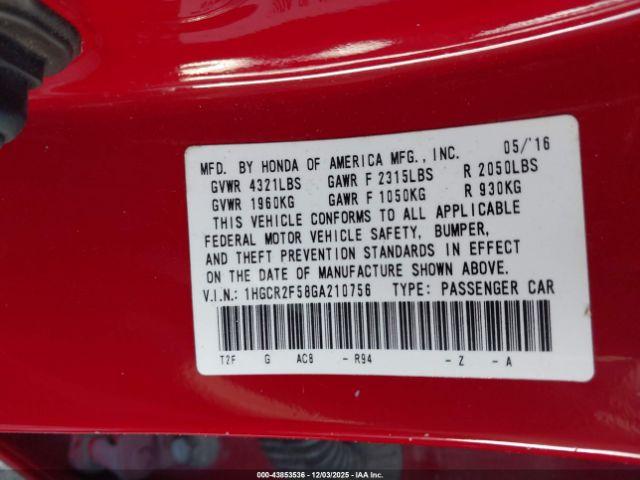 MFD. BY HONDA OF AMERICA MFG., INC. 05/'16
GVWR 4321LBS GAWR F 2315LBS R 2050LBS
GVWR 1960KG GAWR F 1050KG R 930KG
THIS VEHICLE CONFORMS TO ALL APPLICABLE
FEDERAL MOTOR VEHICLE SAFETY, BUMPER,
AND THEFT PREVENTION STANDARDS IN EFFECT
ON THE DATE OF MANUFACTURE SHOWN ABOVE.
V.I.N.: 1HGCR2F58GA210756 TYPE: PASSENGER CAR
T2F G AC8 - R94 - Z - A
000-43853536 | 12/03/2025 | IAA Inc.